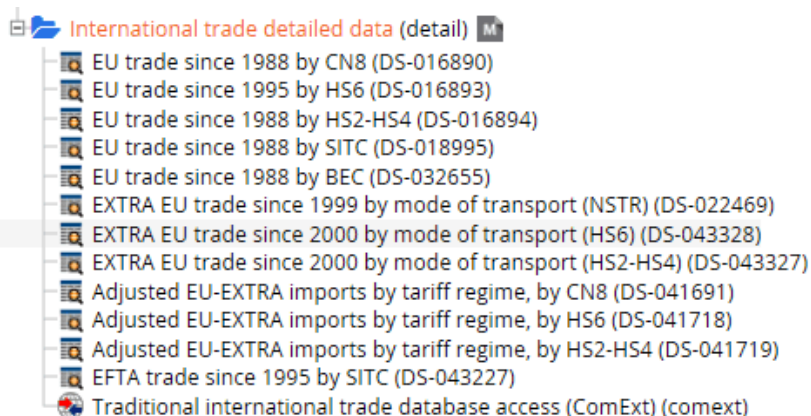 International trade detailed data (detail) M
EU trade since 1988 by CN8 (DS-016890)
EU trade since 1995 by HS6 (DS-016893)
EU trade since 1988 by HS2-HS4 (DS-016894)
EU trade since 1988 by SITC (DS-018995)
EU trade since 1988 by BEC (DS-032655)
EXTRA EU trade since 1999 by mode of transport (NSTR) (DS-022469)
EXTRA EU trade since 2000 by mode of transport (HS6) (DS-043328)
EXTRA EU trade since 2000 by mode of transport (HS2-HS4) (DS-043327)
Adjusted EU-EXTRA imports by tariff regime, by CN8 (DS-041691)
Adjusted EU-EXTRA imports by tariff regime, by HS6 (DS-041718)
Adjusted EU-EXTRA imports by tariff regime, by HS2-HS4 (DS-041719)
EFTA trade since 1995 by SITC (DS-043227)
Traditional international trade database access (ComExt) (comext)